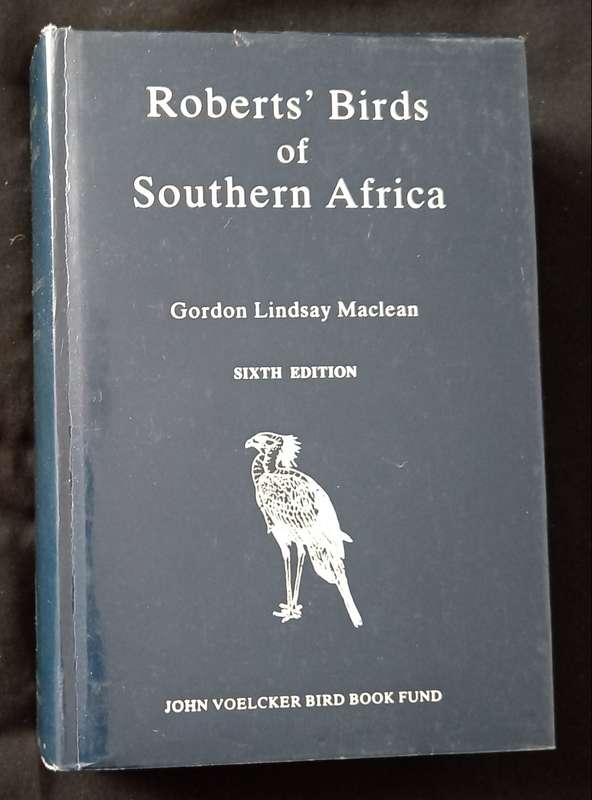 Roberts' Birds
of
Southern Africa
Gordon Lindsay Maclean
SIXTH EDITION
JOHN VOELCKER BIRD BOOK FUND